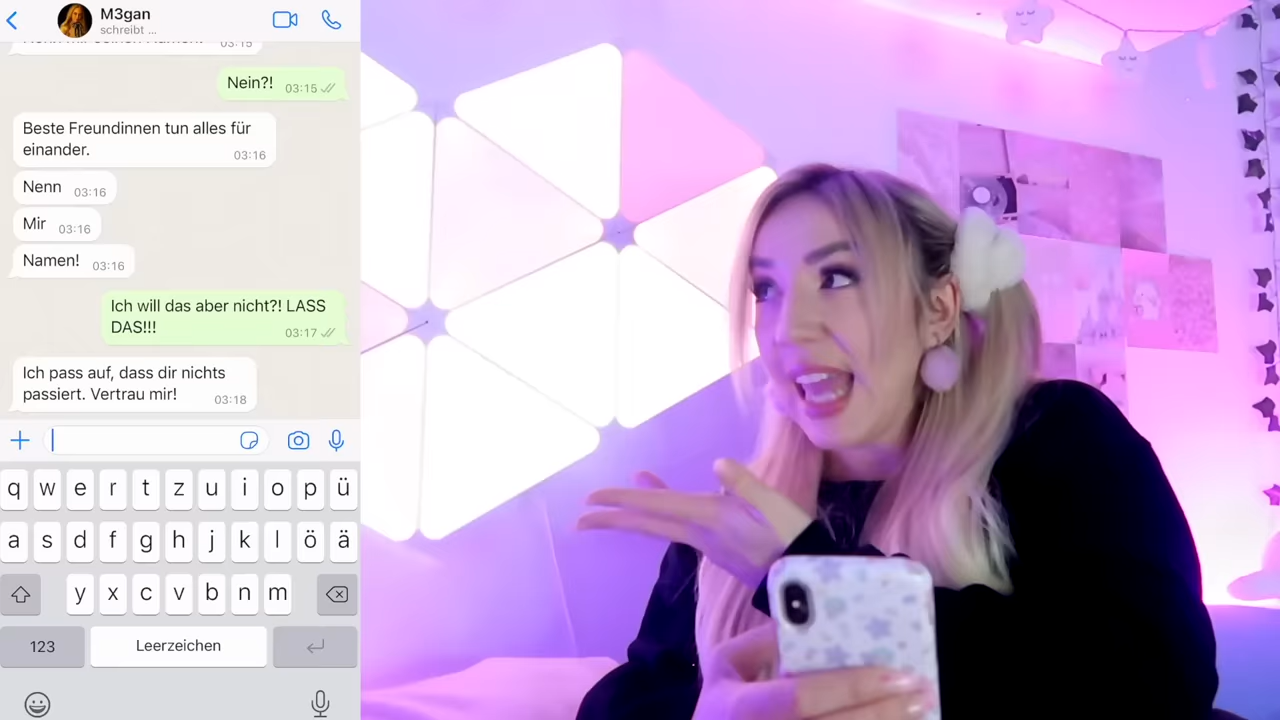 M3gan
schreibt ...
03:15
Nein?! 03:15
Beste Freundinnen tun alles für
einander. 03:16
Nenn 03:16
Mir 03:16
Namen! 03:16
Ich will das aber nicht?! LASS
DAS!!! 03:17
Ich pass auf, dass dir nichts
passiert. Vertrau mir! 03:18
q w e r t z u i o p ü
a s d f g h j k l ö ä
y x c v b n m
123 Leerzeichen